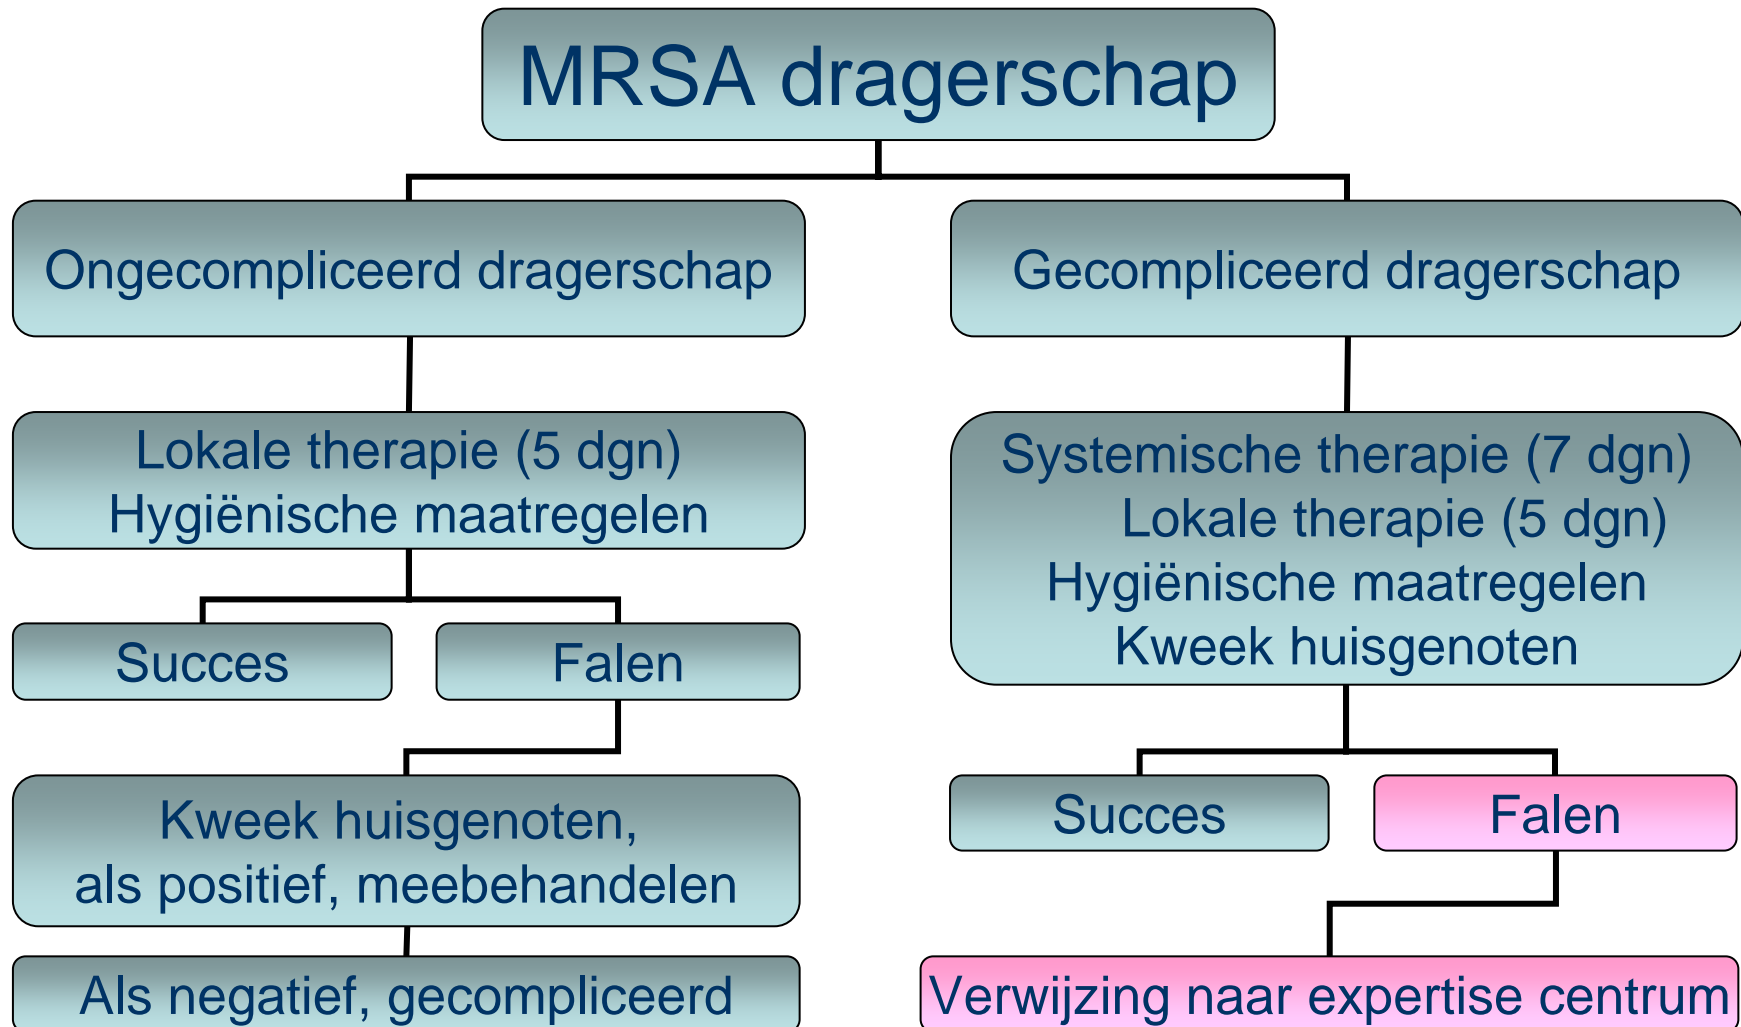 MRSA dragerschap
Ongecompliceerd dragerschap
Gecompliceerd dragerschap
Lokale therapie (5 dgn)
Hygiënische maatregelen
Systemische therapie (7 dgn)
Lokale therapie (5 dgn)
Hygiënische maatregelen
Kweek huisgenoten
Succes
Falen
Kweek huisgenoten,
als positief, meebehandelen
Succes
Falen
Als negatief, gecompliceerd
Verwijzing naar expertise centrum